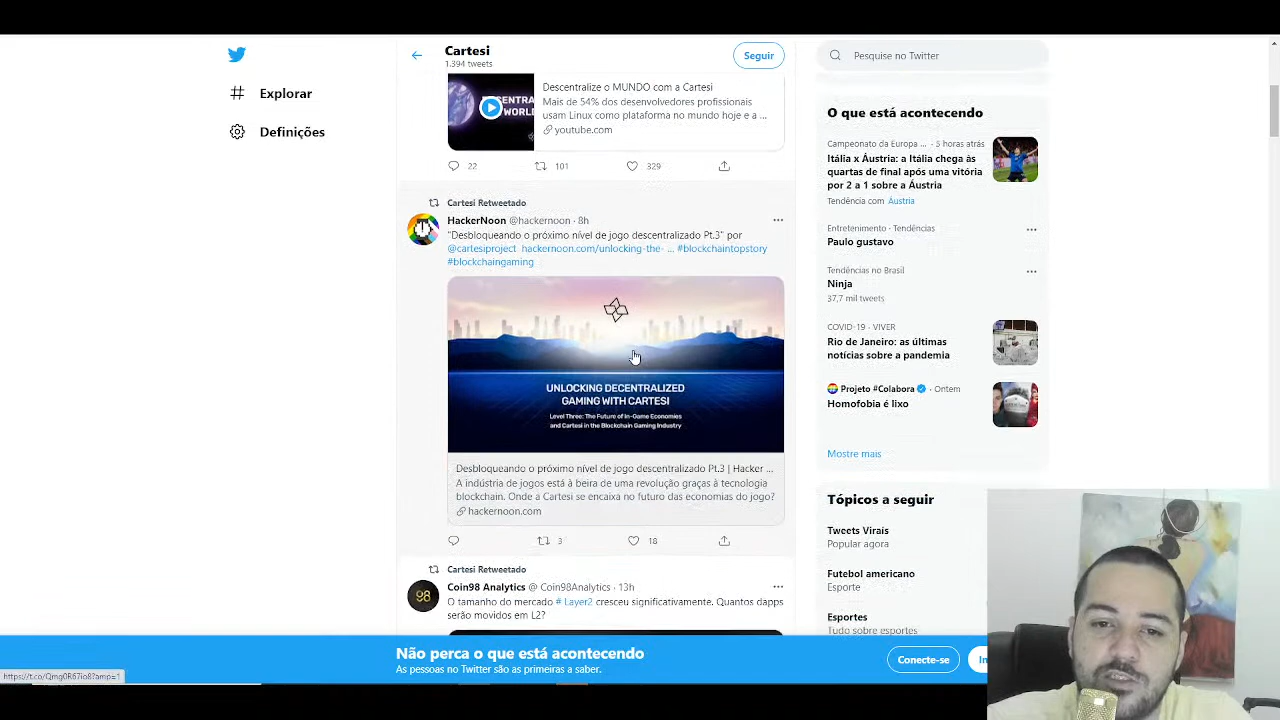 Explorar
Definições
Cartesi
1.394 tweets
Seguir
Descentralize o MUNDO com a Cartesi
Mais de 54% dos desenvolvedores profissionais
usam Linux como plataforma no mundo hoje e a ...
youtube.com
22 101 329
Cartesi Retweetado
HackerNoon @hackernoon · 8h
"Desbloqueando o próximo nível de jogo descentralizado Pt.3" por
@cartesiproject hackernoon.com/unlocking-the- ... #blockchaintopstory
#blockchaingaming
UNLOCKING DECENTRALIZED
GAMING WITH CARTESI
Level Three: The Future of In-Game Economies
and Cartesi in the Blockchain Gaming Industry
Desbloqueando o próximo nível de jogo descentralizado Pt.3 | Hacker ...
A indústria de jogos está à beira de uma revolução graças à tecnologia
blockchain. Onde a Cartesi se encaixa no futuro das economias do jogo?
hackernoon.com
3 18
Cartesi Retweetado
98
Coin98 Analytics @ Coin98Analytics · 13h
O tamanho do mercado # Layer2 cresceu significativamente. Quantos dapps
serão movidos em L2?
Pesquise no Twitter
O que está acontecendo
Campeonato da Europa ... · 5 horas atrás
Itália x Áustria: a Itália chega às
quartas de final após uma vitória
por 2 a 1 sobre a Áustria
Tendência com Áustria
Entretenimento · Tendências
Paulo gustavo
Tendências no Brasil
Ninja
37,7 mil tweets
COVID-19 · VIVER
Rio de Janeiro: as últimas
notícias sobre a pandemia
Projeto #Colabora · Ontem
Homofobia é lixo
Mostre mais
Tópicos a seguir
Tweets Virais
Popular agora
Futebol americano
Esporte
Esportes
Tudo sobre esportes
Não perca o que está acontecendo
As pessoas no Twitter são as primeiras a saber.
Conecte-se